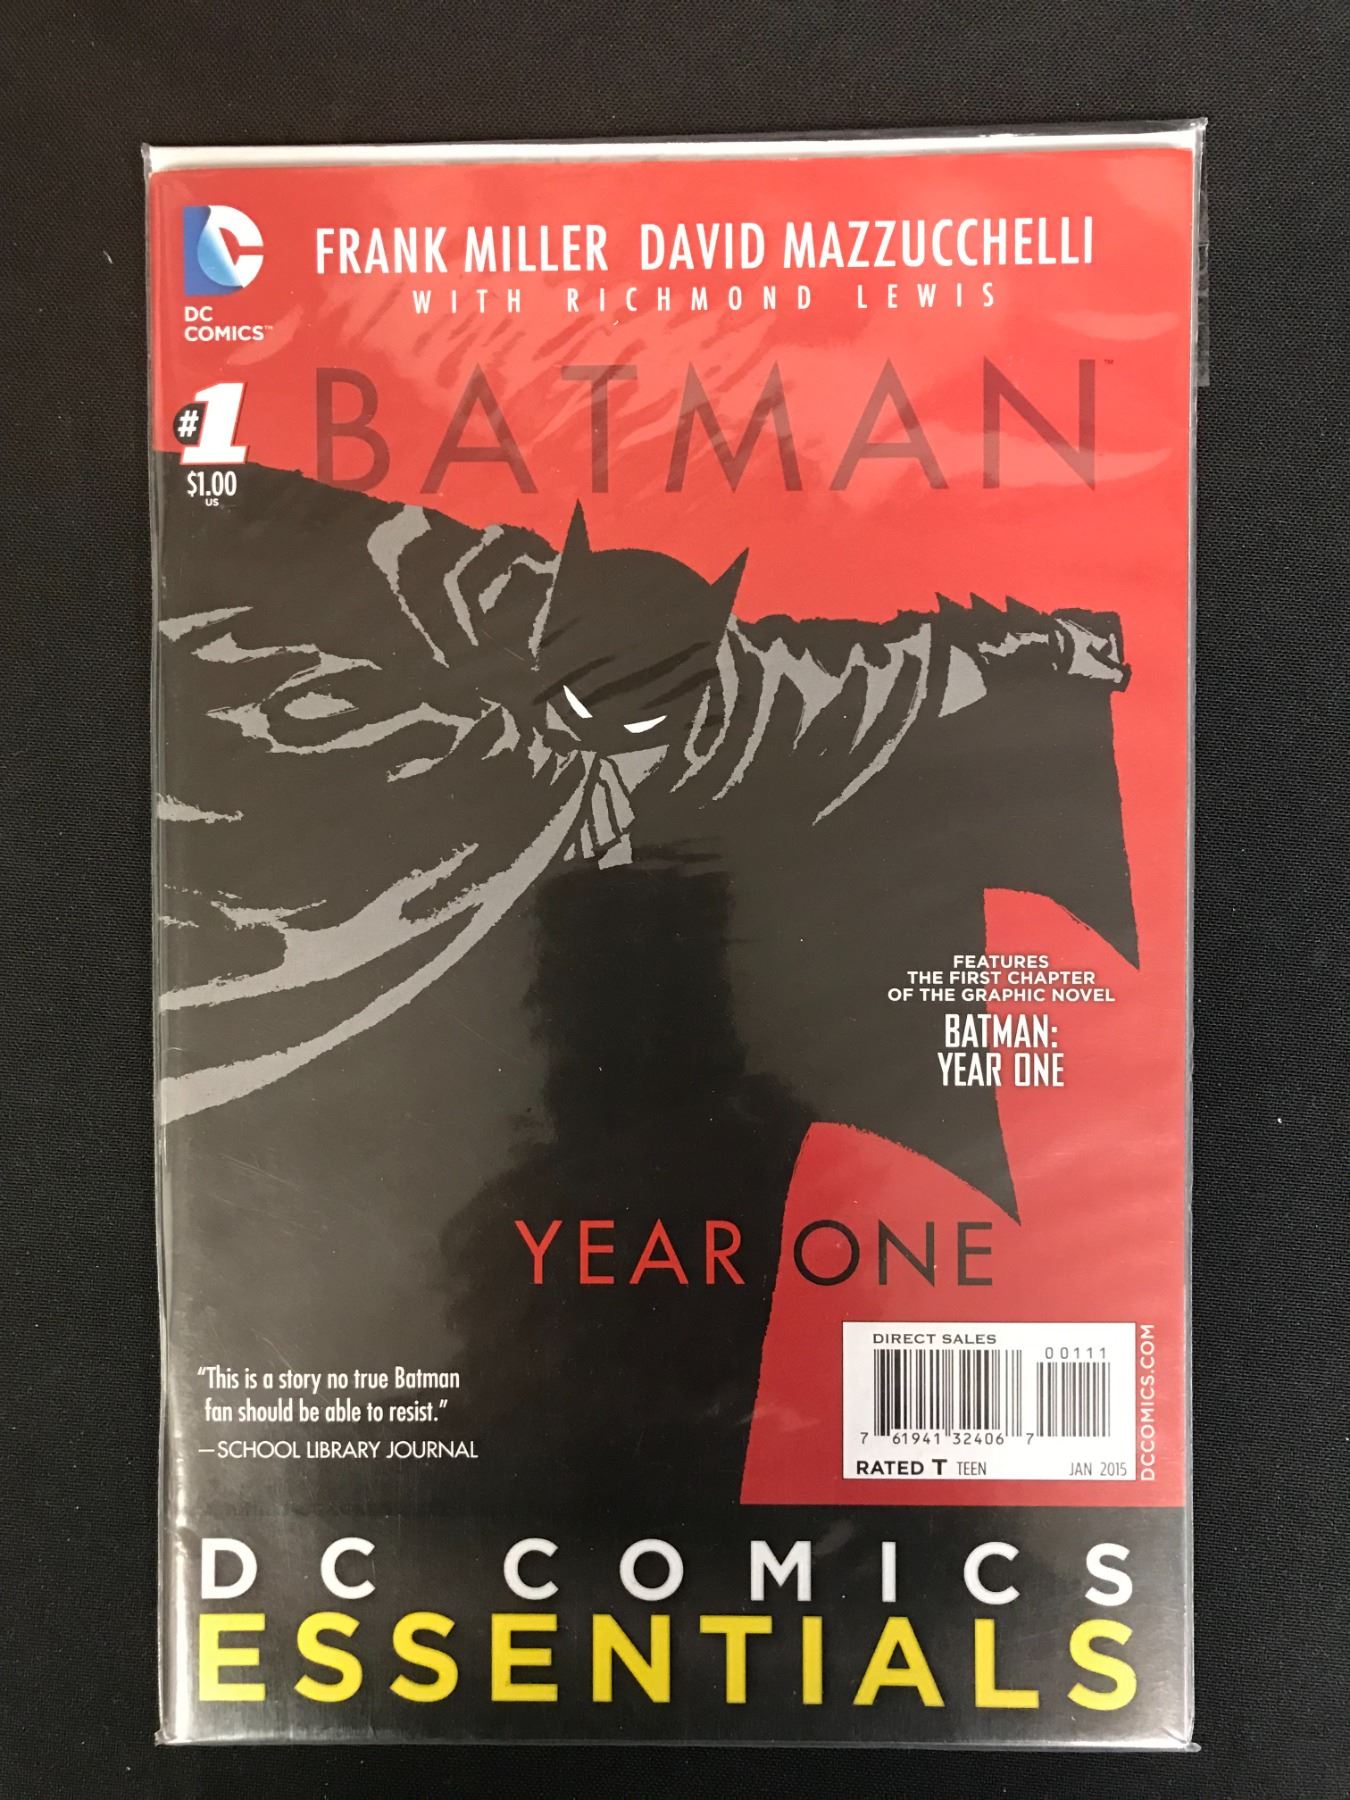 DC
COMICS™
FRANK MILLER DAVID MAZZUCCHELLI
WITH RICHMOND LEWIS
BATMAN™
#1
$1.00
US
FEATURES
THE FIRST CHAPTER
OF THE GRAPHIC NOVEL
BATMAN:
YEAR ONE
YEAR ONE
“This is a story no true Batman
fan should be able to resist.”
—SCHOOL LIBRARY JOURNAL
DIRECT SALES
00111
7 61941 32406 7
RATED T TEEN JAN 2015
DCCOMICS.COM
DC COMICS
ESSENTIALS